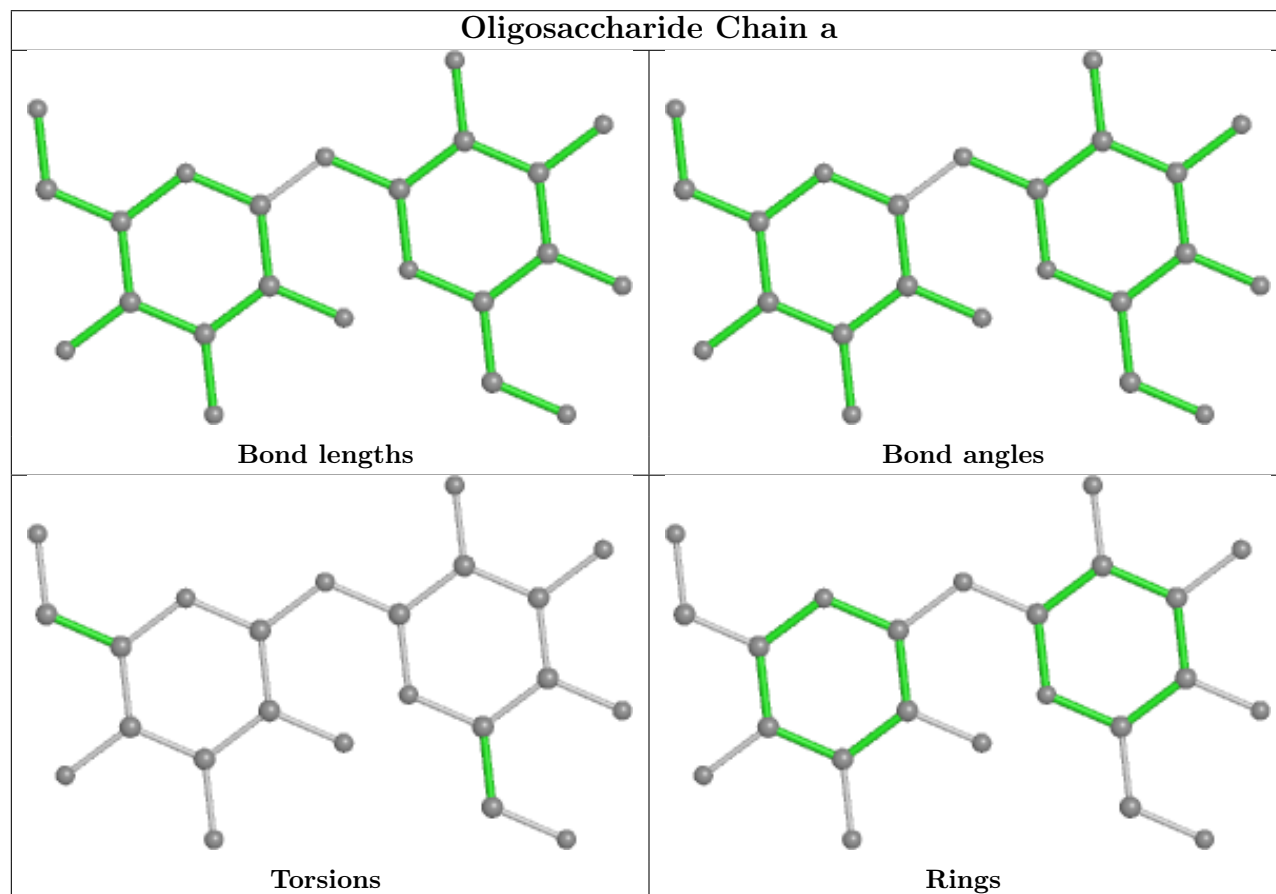 Oligosaccharide Chain a
Bond lengths
Bond angles
Torsions
Rings